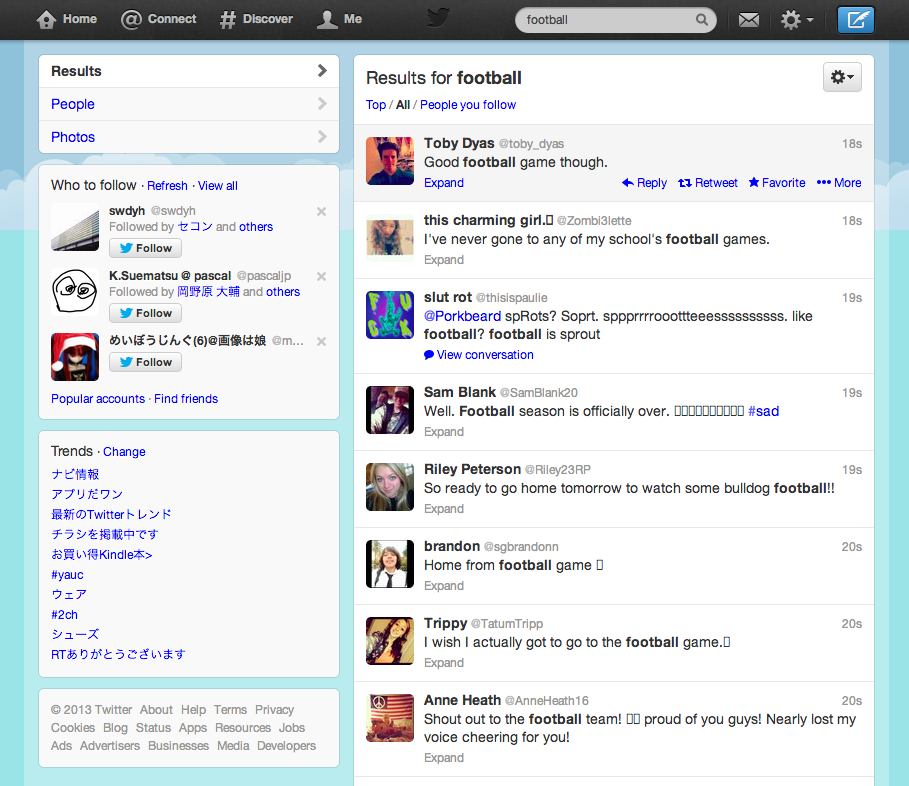 Home Connect Discover Me football
Results
People
Photos
Who to follow · Refresh · View all
swdyh @swdyh
Followed by セコン and others
Follow
K.Suematsu @ pascal @pascaljp
Followed by 岡野原 大輔 and others
Follow
めいぼうじんぐ(6)@画像は娘 @m...
Follow
Popular accounts · Find friends
Trends · Change
ナビ情報
アプリだワン
最新のTwitterトレンド
チラシを掲載中です
お買い得Kindle本>
#yauc
ウェア
#2ch
シューズ
RTありがとうございます
© 2013 Twitter About Help Terms Privacy
Cookies Blog Status Apps Resources Jobs
Ads Advertisers Businesses Media Developers
Results for football
Top / All / People you follow
Toby Dyas @toby_dyas 18s
Good football game though.
Expand Reply Retweet Favorite More
this charming girl. @Zombi3lette 18s
I've never gone to any of my school's football games.
Expand
slut rot @thisispaulie 19s
@Porkbeard spRots? Soprt. sppprrrrooottteeessssssssss. like
football? football is sprout
View conversation
Sam Blank @SamBlank20 19s
Well. Football season is officially over. #sad
Expand
Riley Peterson @Riley23RP 19s
So ready to go home tomorrow to watch some bulldog football!!
Expand
brandon @sgbrandonn 20s
Home from football game
Expand
Trippy @TatumTripp 20s
I wish I actually got to go to the football game.
Expand
Anne Heath @AnneHeath16 20s
Shout out to the football team! proud of you guys! Nearly lost my
voice cheering for you!
Expand